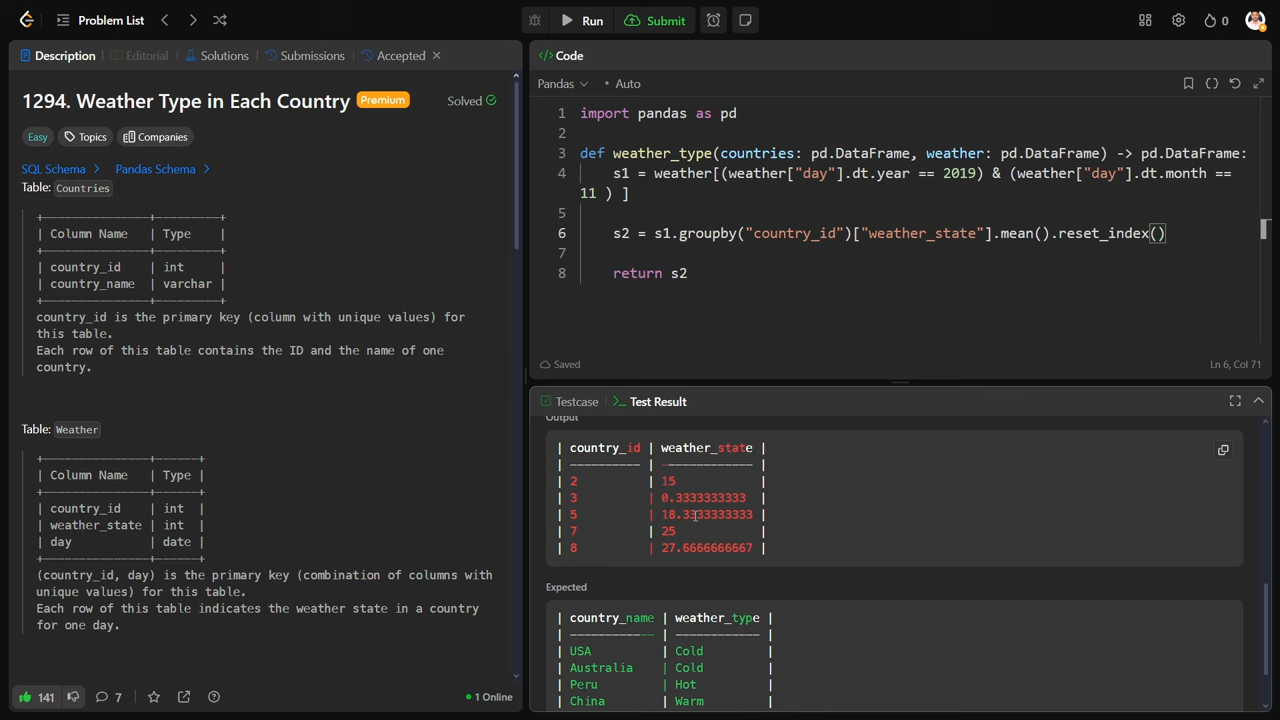 Problem List
Run
Submit
0
Description
Editorial
Solutions
Submissions
Accepted
1294. Weather Type in Each Country
Premium
Solved
Easy
Topics
Companies
SQL Schema
Pandas Schema
Table: Countries
+--------------+---------+
| Column Name  | Type    |
+--------------+---------+
| country_id   | int     |
| country_name | varchar |
+--------------+---------+
country_id is the primary key (column with unique values) for
this table.
Each row of this table contains the ID and the name of one
country.
Table: Weather
+---------------+------+
| Column Name   | Type |
+---------------+------+
| country_id    | int  |
| weather_state | int  |
| day           | date |
+---------------+------+
(country_id, day) is the primary key (combination of columns with
unique values) for this table.
Each row of this table indicates the weather state in a country
for one day.
141
7
1 Online
</> Code
Pandas
Auto
1 import pandas as pd
2
3 def weather_type(countries: pd.DataFrame, weather: pd.DataFrame) -> pd.DataFrame:
4 s1 = weather[(weather["day"].dt.year == 2019) & (weather["day"].dt.month ==
11 ) ]
5
6 s2 = s1.groupby("country_id")["weather_state"].mean().reset_index()
7
8 return s2
Saved
Ln 6, Col 71
Testcase
>_ Test Result
Output
| country_id | weather_state |
| ---------- | ------------- |
| 2          | 15            |
| 3          | 0.3333333333  |
| 5          | 18.3333333333 |
| 7          | 25            |
| 8          | 27.6666666667 |
Expected
| country_name | weather_type |
| ------------ | ------------ |
| USA          | Cold         |
| Australia    | Cold         |
| Peru         | Hot          |
| China        | Warm         |